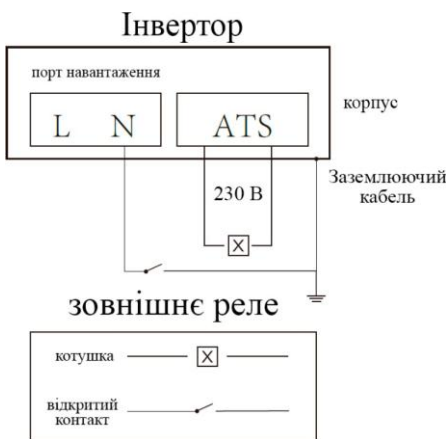 Інвертор
порт навантаження
L N ATS
корпус
Заземлюючий
кабель
230 В
X
зовнішнє реле
котушка X
відкритий
контакт